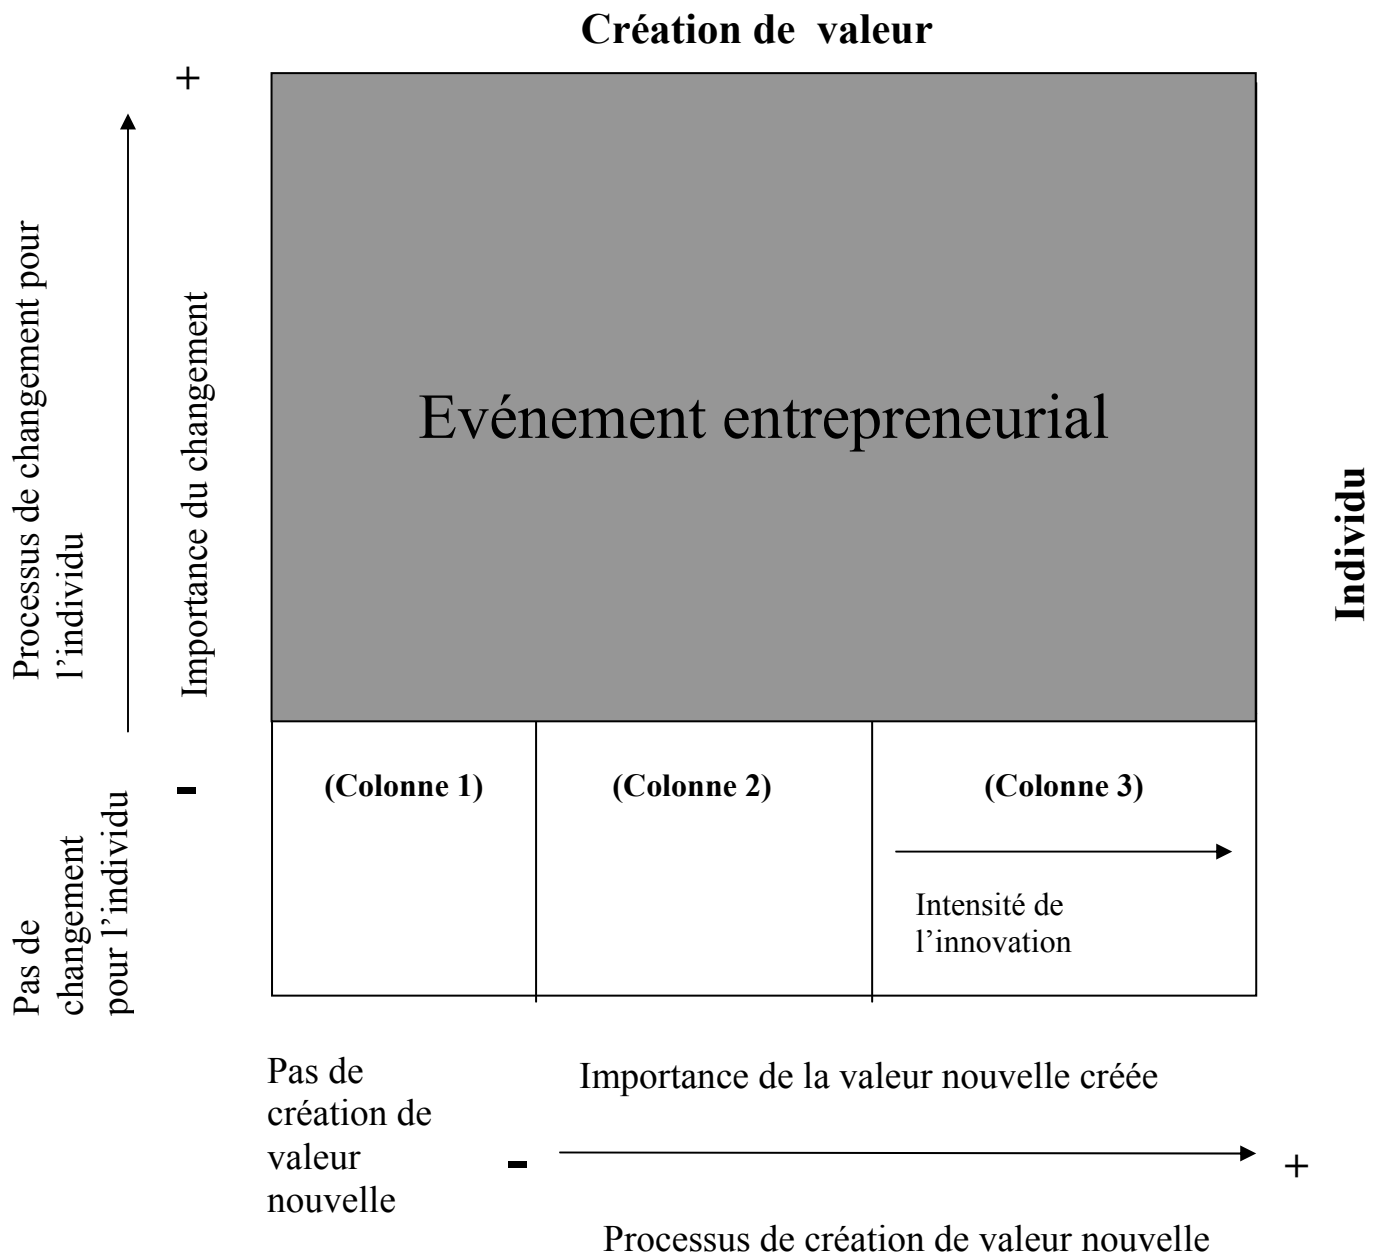 Création de  valeur
+
Processus de changement pour
l’individu
Importance du changement
Evénement entrepreneurial
Individu
-
Pas de
changement
pour l’individu
(Colonne 1)
(Colonne 2)
(Colonne 3)
Intensité de
l’innovation
Pas de
création de
valeur
nouvelle
Importance de la valeur nouvelle créée
-
+
Processus de création de valeur nouvelle